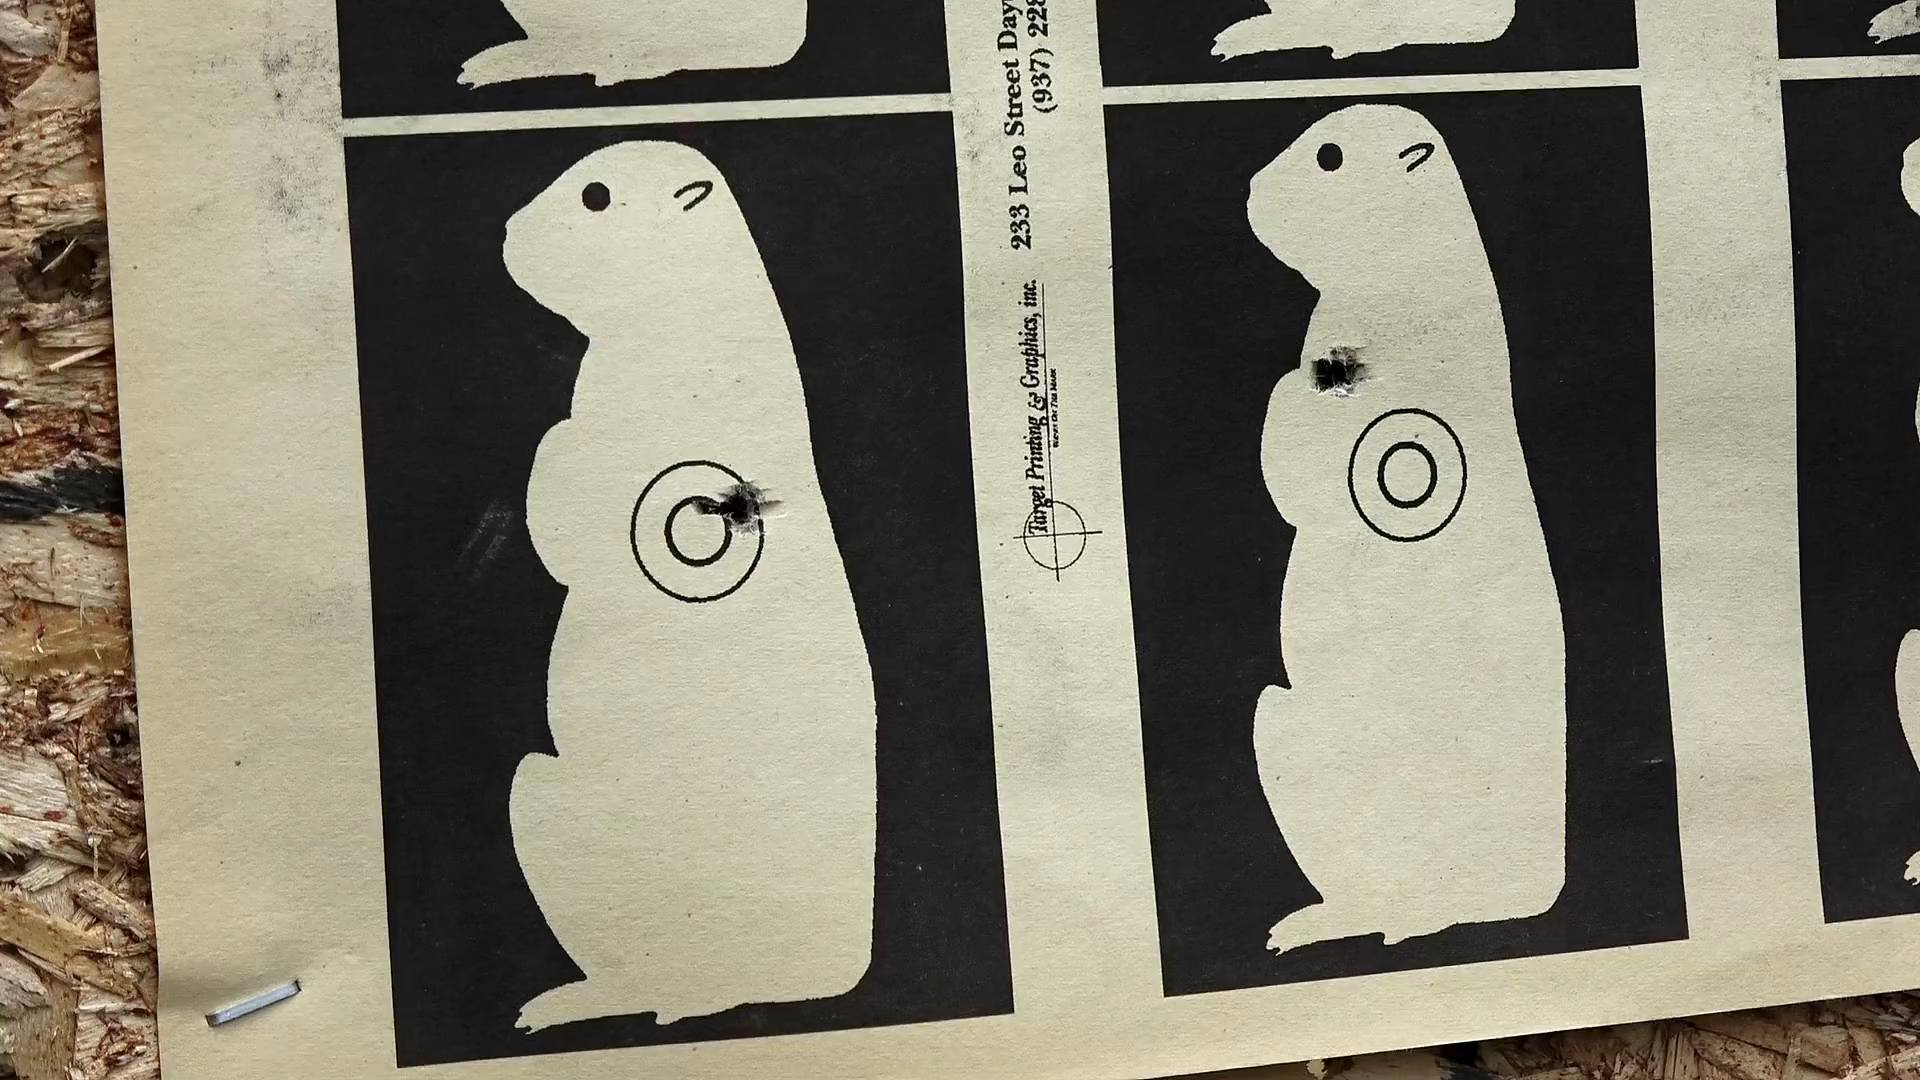 233 Leo Street Day
(937) 228
Target Printing & Graphics, inc.